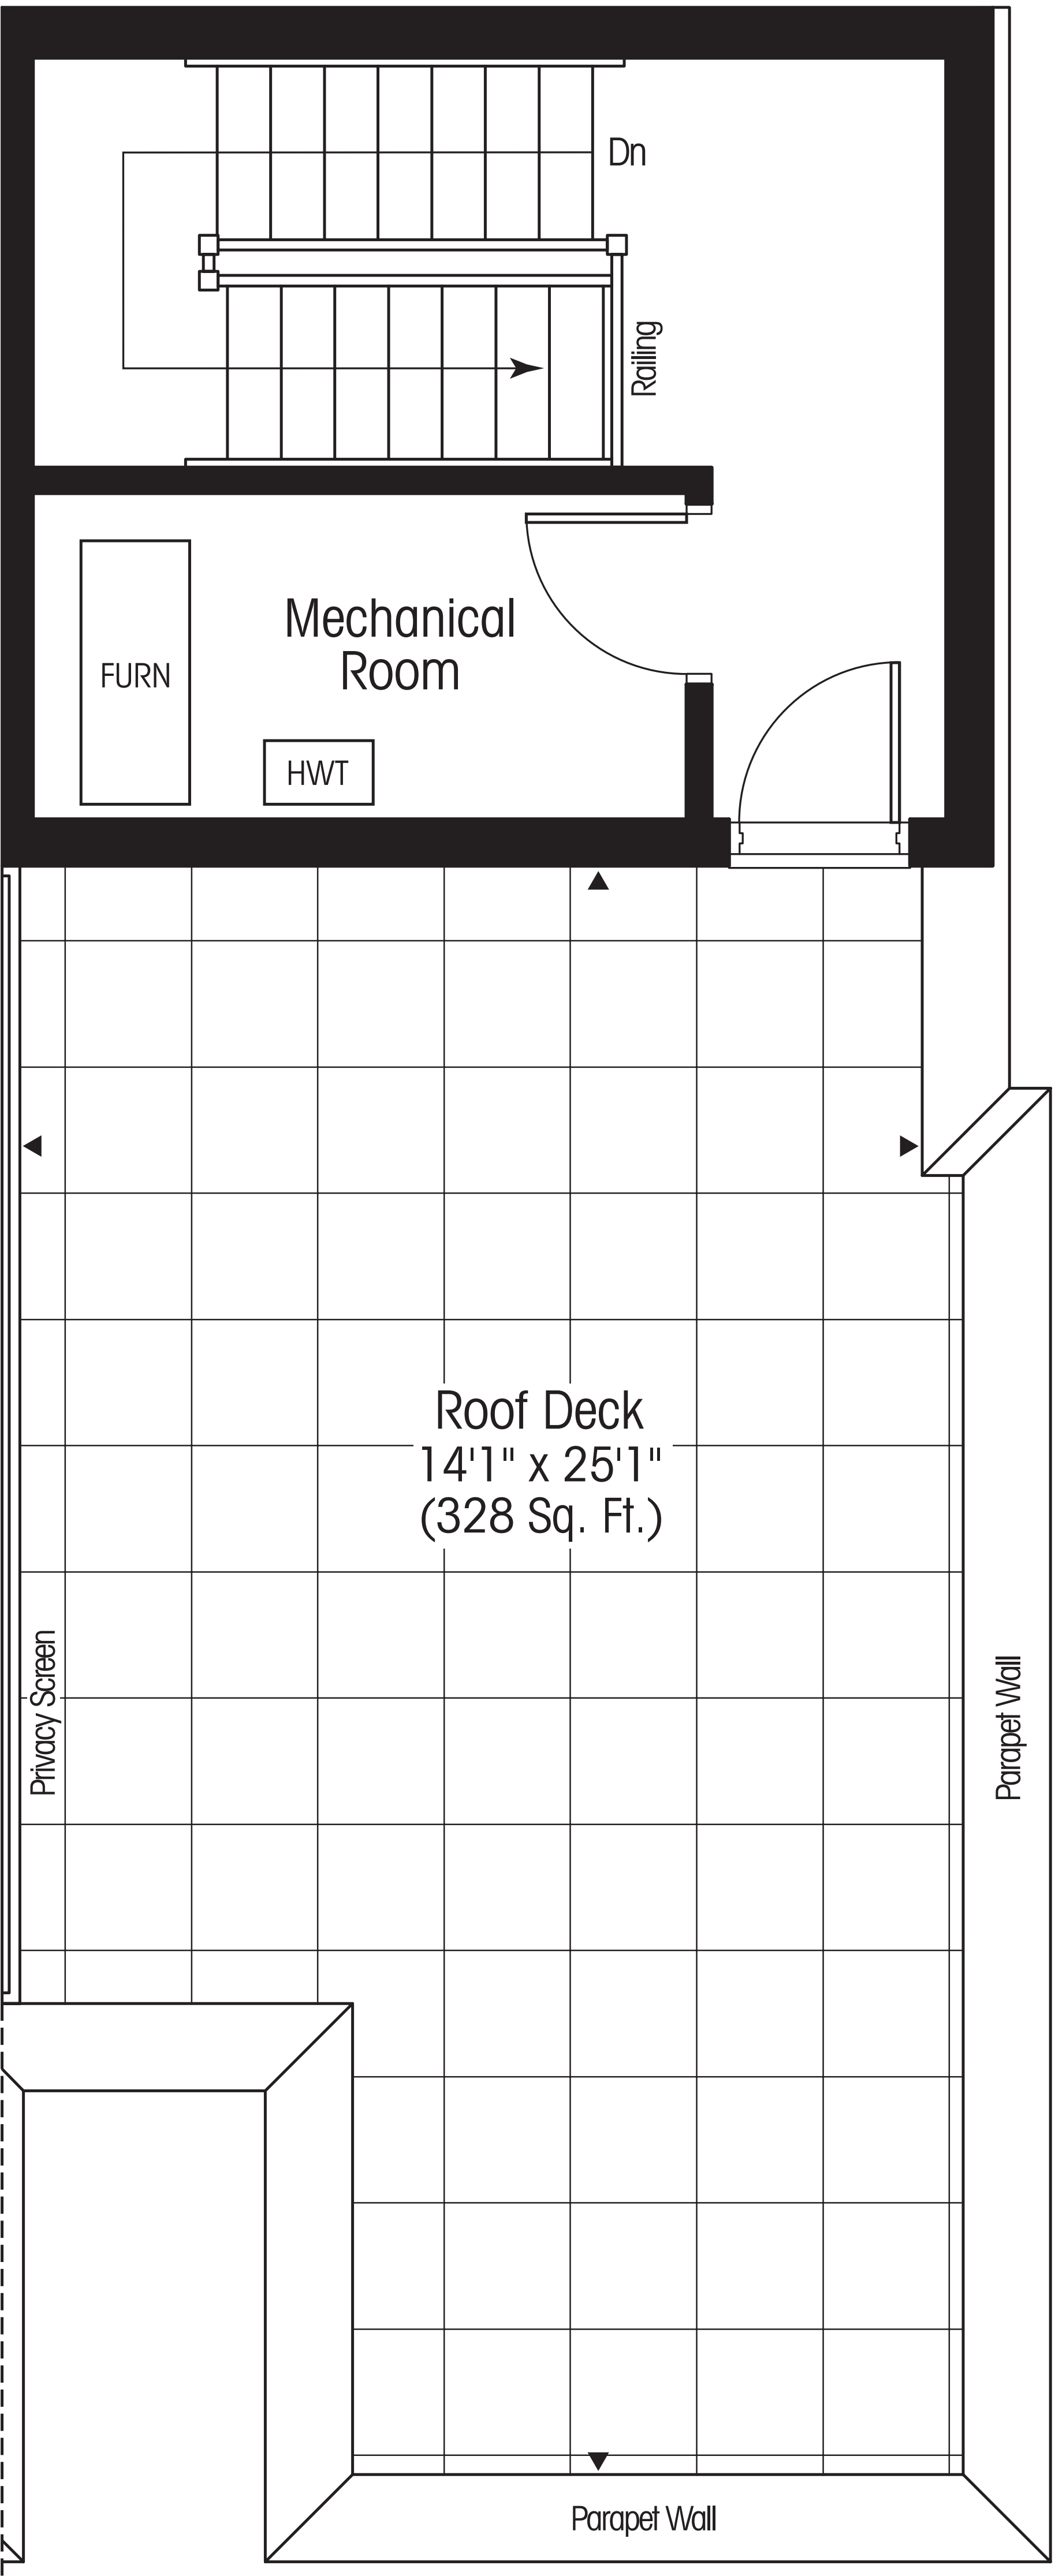 Dn
Railing
Mechanical
Room
FURN
HWT
Roof Deck
14'1" x 25'1"
(328 Sq. Ft.)
Privacy Screen
Parapet Wall
Parapet Wall